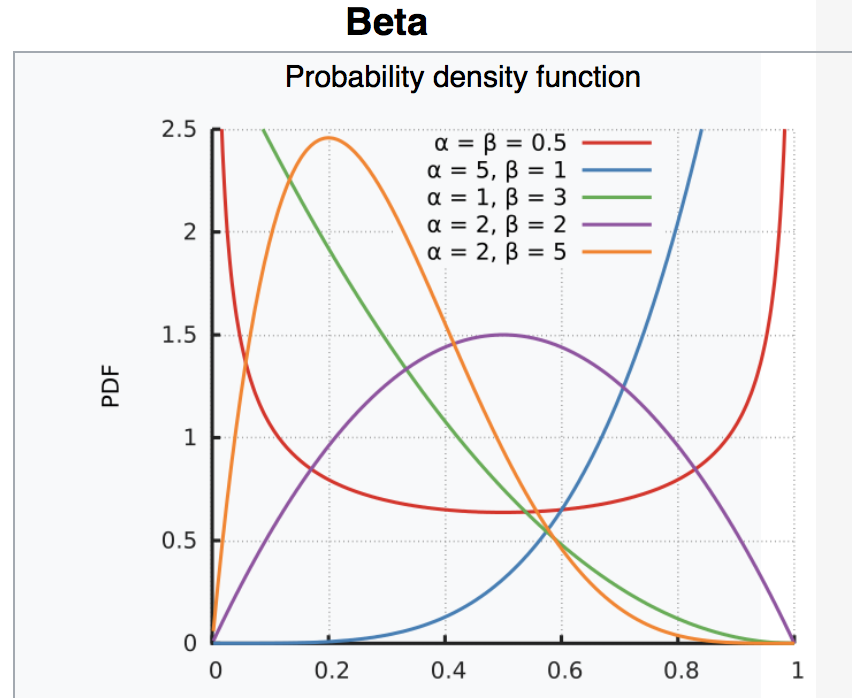 Beta
Probability density function
2.5
α = β = 0.5
α = 5, β = 1
α = 1, β = 3
α = 2, β = 2
α = 2, β = 5
2
1.5
PDF
1
0.5
0
0 0.2 0.4 0.6 0.8 1